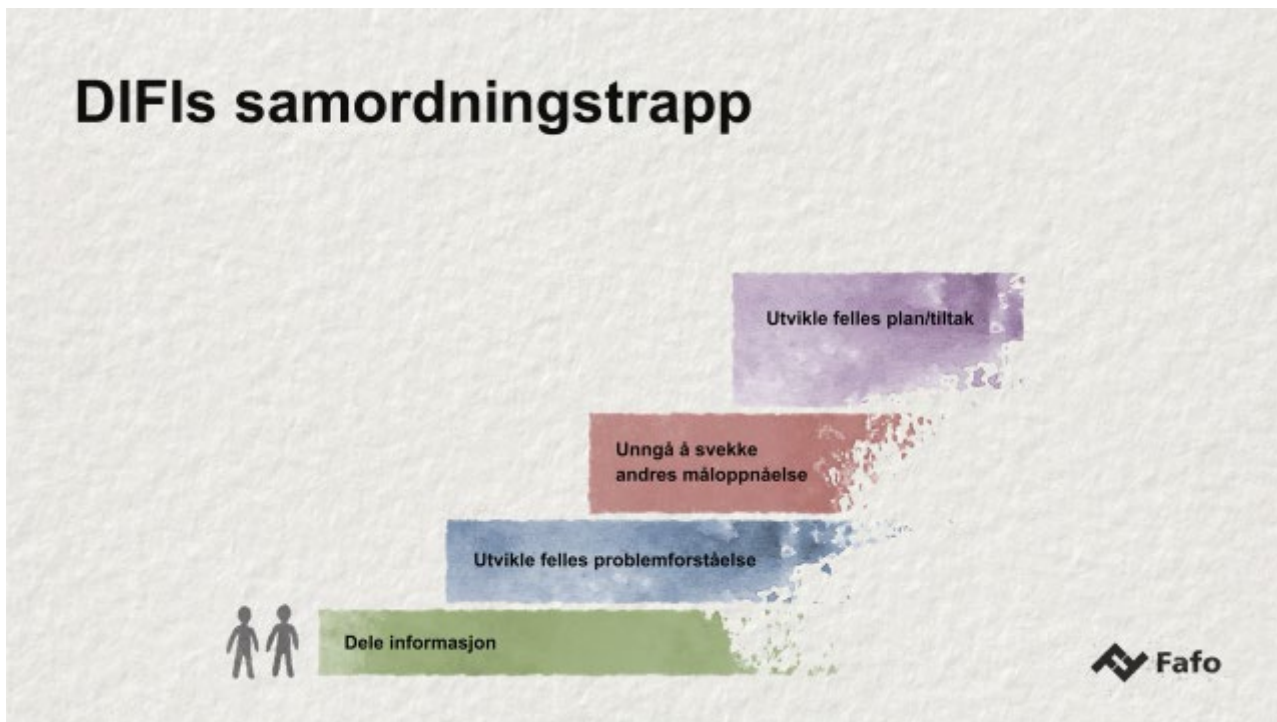 DIFIs samordningstrapp
Utvikle felles plan/tiltak
Unngå å svekke
andres måloppnåelse
Utvikle felles problemforståelse
Dele informasjon
Fafo